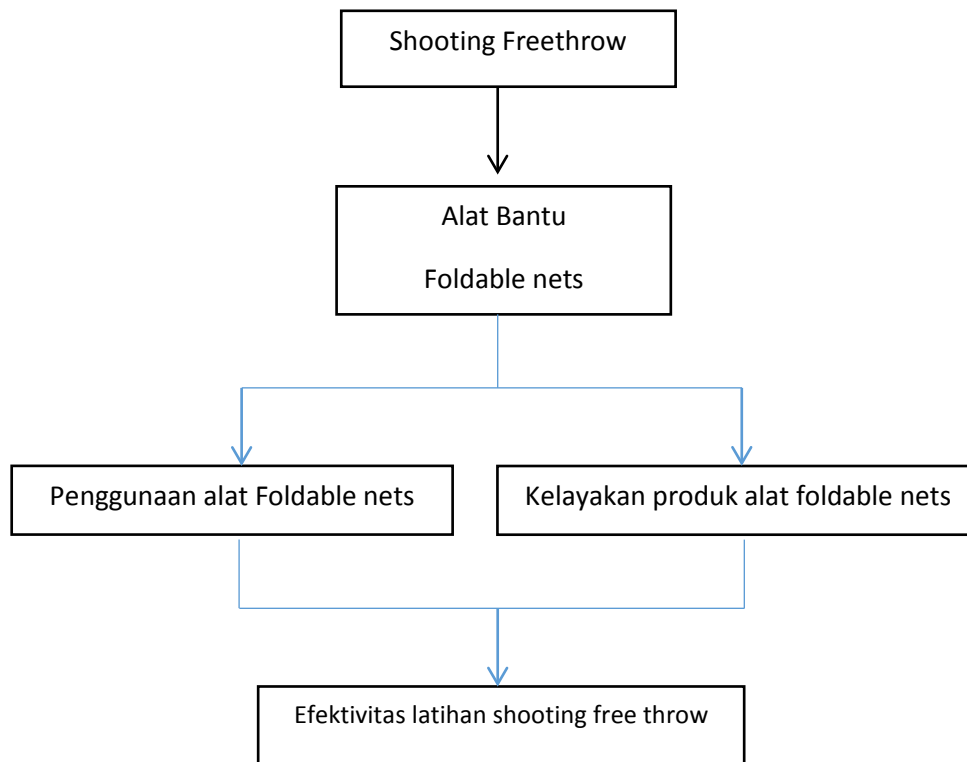 Shooting Freethrow
Alat Bantu
Foldable nets
Penggunaan alat Foldable nets
Kelayakan produk alat foldable nets
Efektivitas latihan shooting free throw